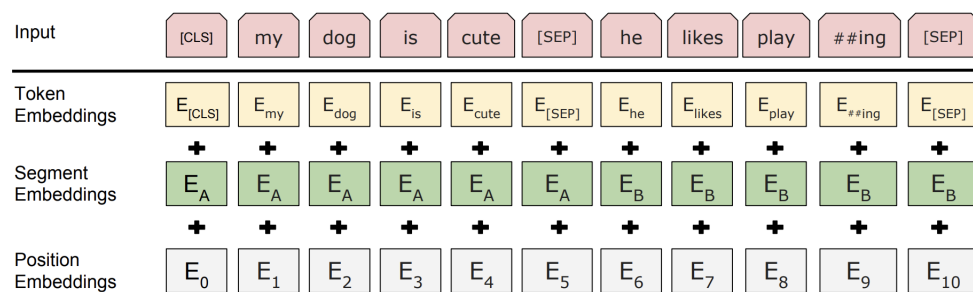 Input [CLS] my dog is cute [SEP] he likes play ##ing [SEP]
Token Embeddings E[CLS] Emy Edog Eis Ecute E[SEP] Ehe Elikes Eplay E##ing E[SEP]
+ + + + + + + + + + +
Segment Embeddings EA EA EA EA EA EA EB EB EB EB EB
+ + + + + + + + + + +
Position Embeddings E0 E1 E2 E3 E4 E5 E6 E7 E8 E9 E10